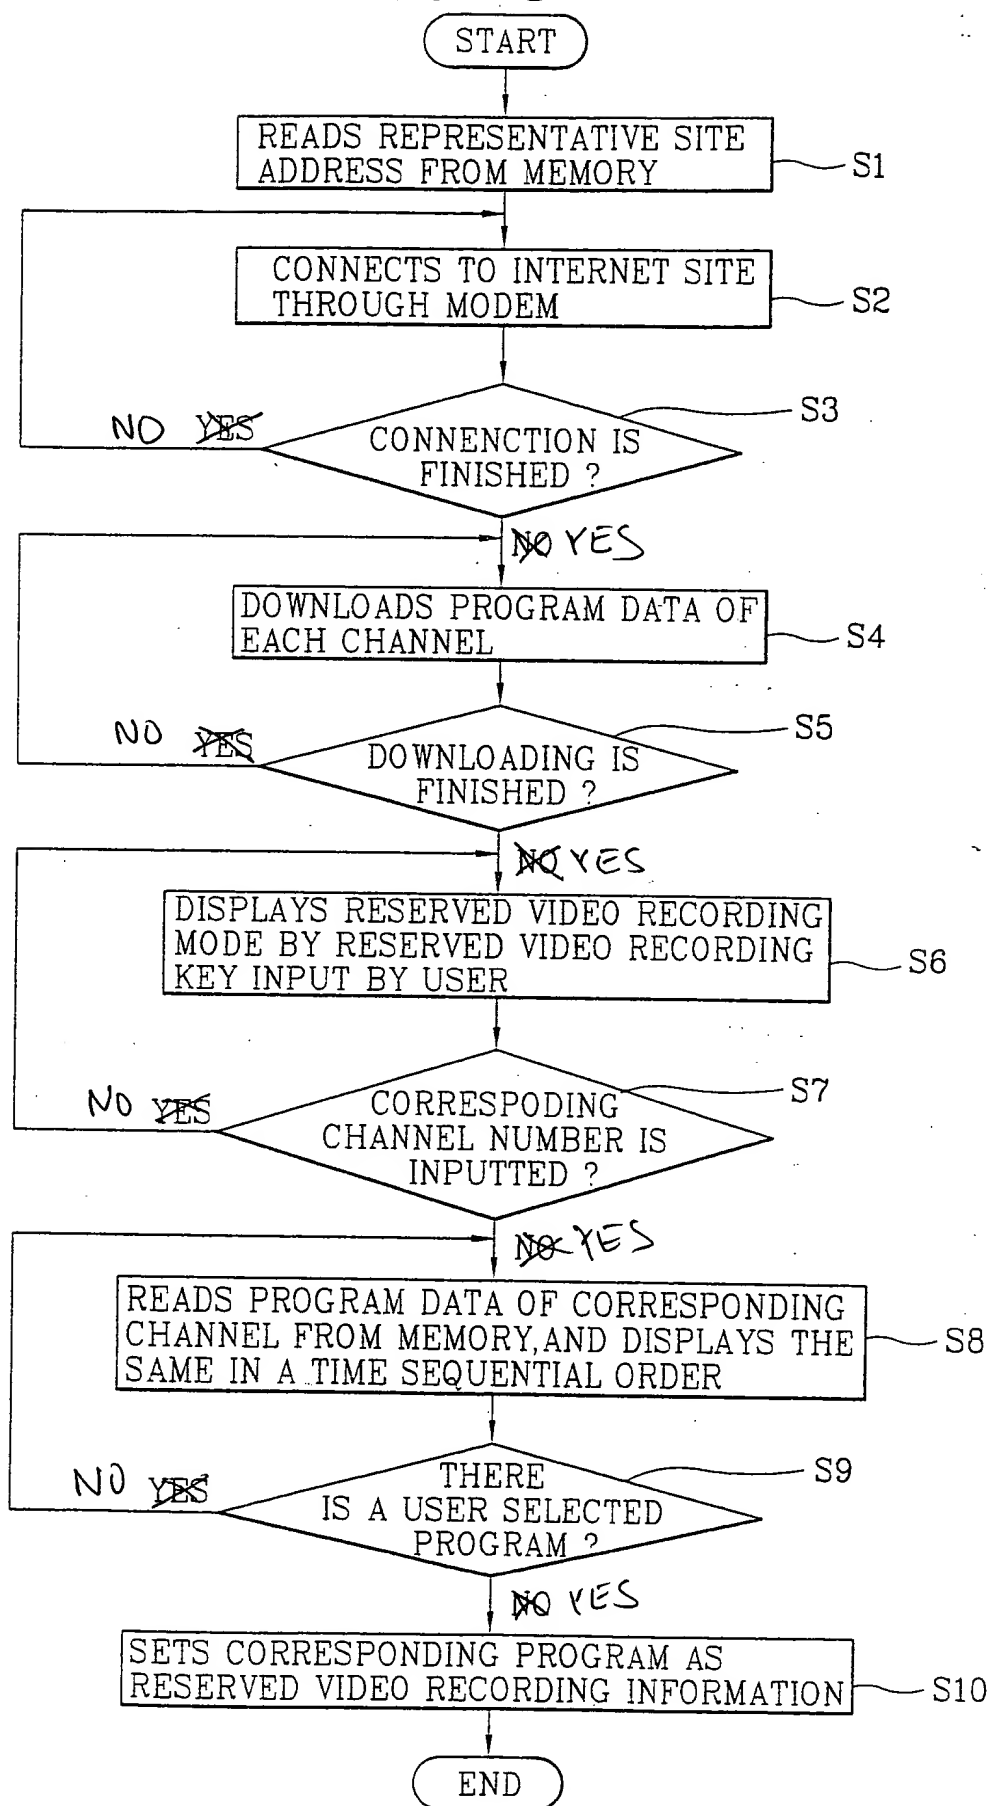 START
READS REPRESENTATIVE SITE
ADDRESS FROM MEMORY
S1
CONNECTS TO INTERNET SITE
THROUGH MODEM
S2
S3
NO YES
CONNENCTION IS
FINISHED ?
NO YES
DOWNLOADS PROGRAM DATA OF
EACH CHANNEL
S4
S5
NO YES
DOWNLOADING IS
FINISHED ?
NO YES
DISPLAYS RESERVED VIDEO RECORDING
MODE BY RESERVED VIDEO RECORDING
KEY INPUT BY USER
S6
S7
NO YES
CORRESPODING
CHANNEL NUMBER IS
INPUTTED ?
NO YES
READS PROGRAM DATA OF CORRESPONDING
CHANNEL FROM MEMORY, AND DISPLAYS THE
SAME IN A TIME SEQUENTIAL ORDER
S8
S9
NO YES
THERE
IS A USER SELECTED
PROGRAM ?
NO YES
SETS CORRESPONDING PROGRAM AS
RESERVED VIDEO RECORDING INFORMATION
S10
END